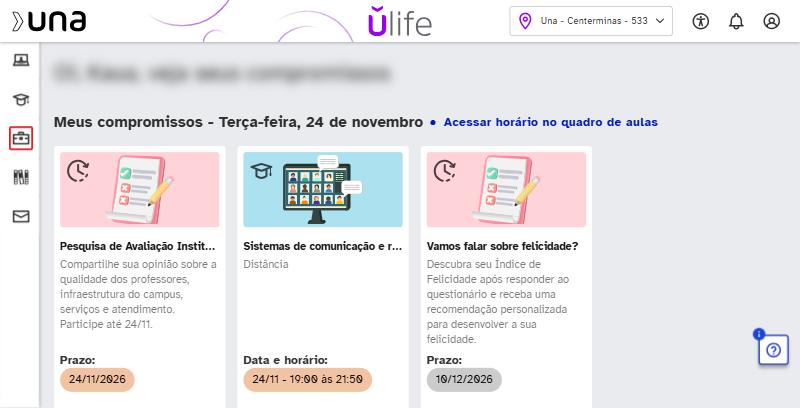 una
ŭlife
Una - Centerminas - 533
Meus compromissos - Terça-feira, 24 de novembro • Acessar horário no quadro de aulas
Pesquisa de Avaliação Instit...
Compartilhe sua opinião sobre a
qualidade dos professores,
infraestrutura do campus,
serviços e atendimento.
Participe até 24/11.
Prazo:
24/11/2026
Sistemas de comunicação e r...
Distância
Data e horário:
24/11 - 19:00 às 21:50
Vamos falar sobre felicidade?
Descubra seu Índice de
Felicidade após responder ao
questionário e receba uma
recomendação personalizada
para desenvolver a sua
felicidade.
Prazo:
10/12/2026